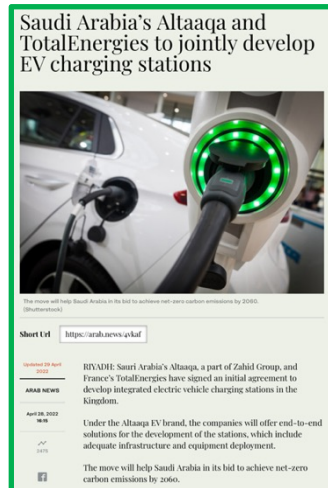 Saudi Arabia's Altaaqa and
TotalEnergies to jointly develop
EV charging stations
The move will help Saudi Arabia in its bid to achieve net-zero carbon emissions by 2060.
(Shutterstock)
Short Url
https://arab.news/4vkaf
Updated 29 April
2022
ARAB NEWS
April 28, 2022
16:15
2475
RIYADH: Sauri Arabia's Altaaqa, a part of Zahid Group, and
France's TotalEnergies have signed an initial agreement to
develop integrated electric vehicle charging stations in the
Kingdom.
Under the Altaaqa EV brand, the companies will offer end-to-end
solutions for the development of the stations, which include
adequate infrastructure and equipment deployment.
The move will help Saudi Arabia in its bid to achieve net-zero
carbon emissions by 2060.